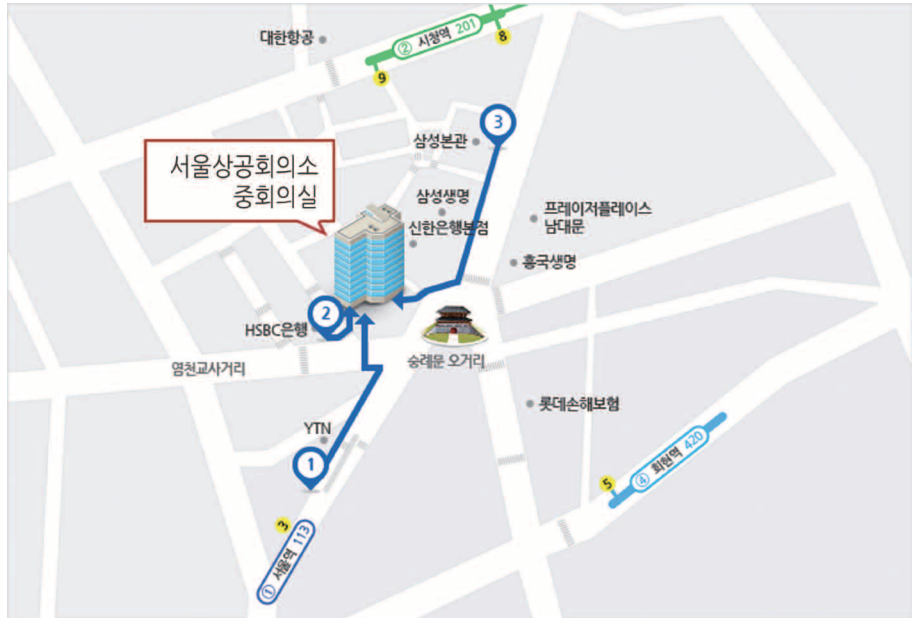 대한항공
② 시청역 201
8
9
3
삼성본관
서울상공회의소
중회의실
삼성생명
프레이저플레이스
남대문
신한은행본점
흥국생명
2
HSBC은행
숭례문 오거리
염천교사거리
롯데손해보험
YTN
1
④ 회현역 420
5
3
① 서울역 113